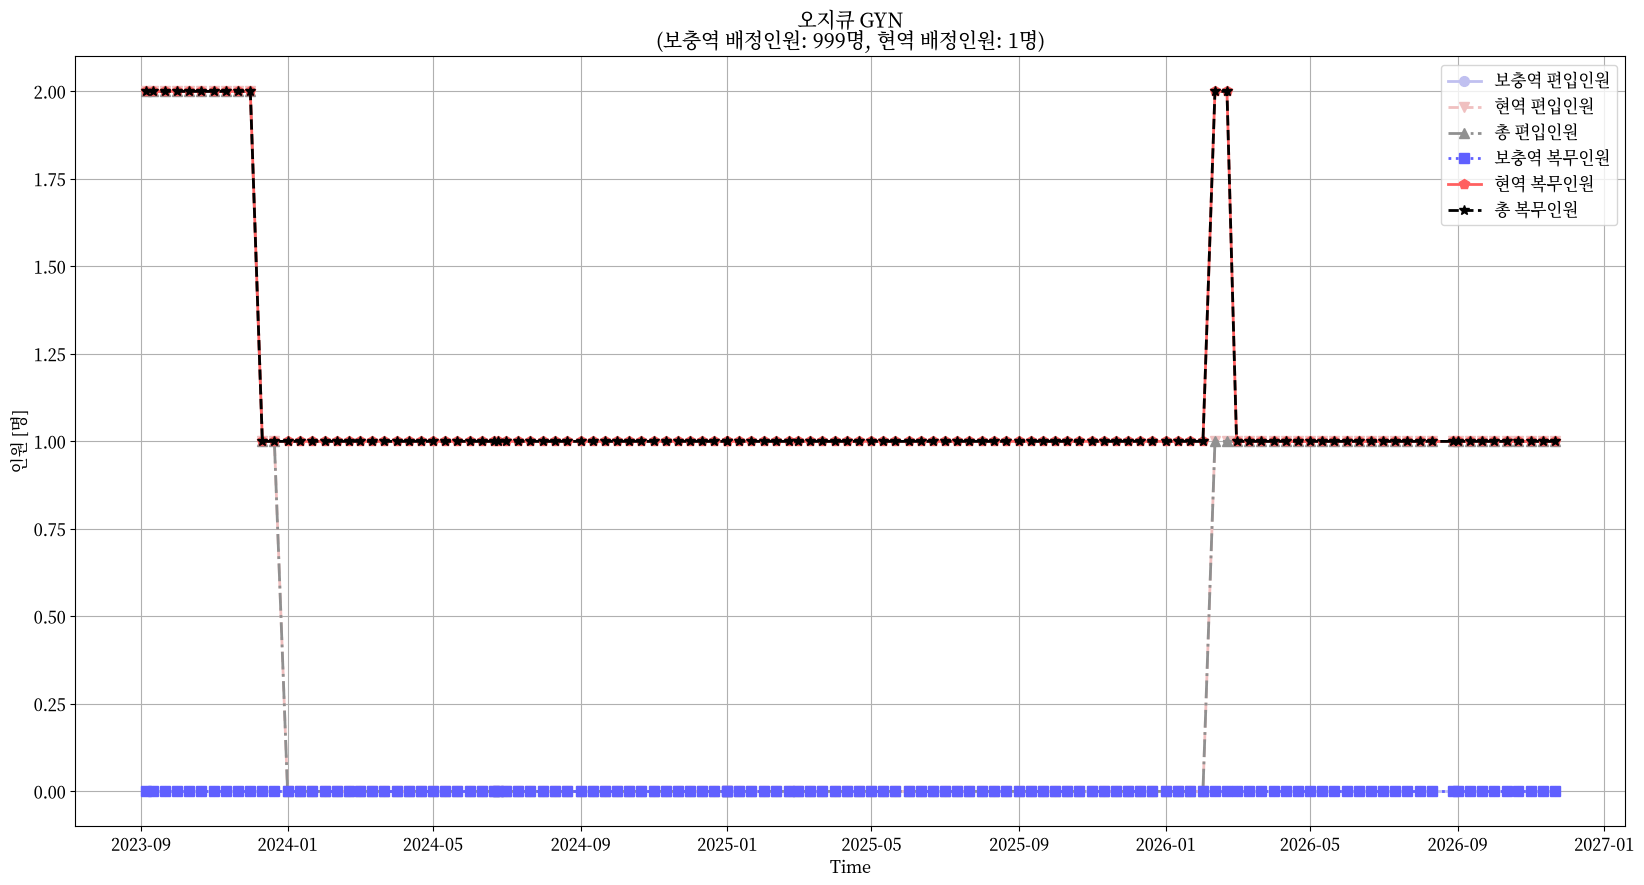 오지큐 GYN
(보충역 배정인원: 999명, 현역 배정인원: 1명)
보충역 편입인원
현역 편입인원
총 편입인원
보충역 복무인원
현역 복무인원
총 복무인원
인원 [명]
2.00
1.75
1.50
1.25
1.00
0.75
0.50
0.25
0.00
2023-09
2024-01
2024-05
2024-09
2025-01
2025-05
2025-09
2026-01
2026-05
2026-09
2027-01
Time